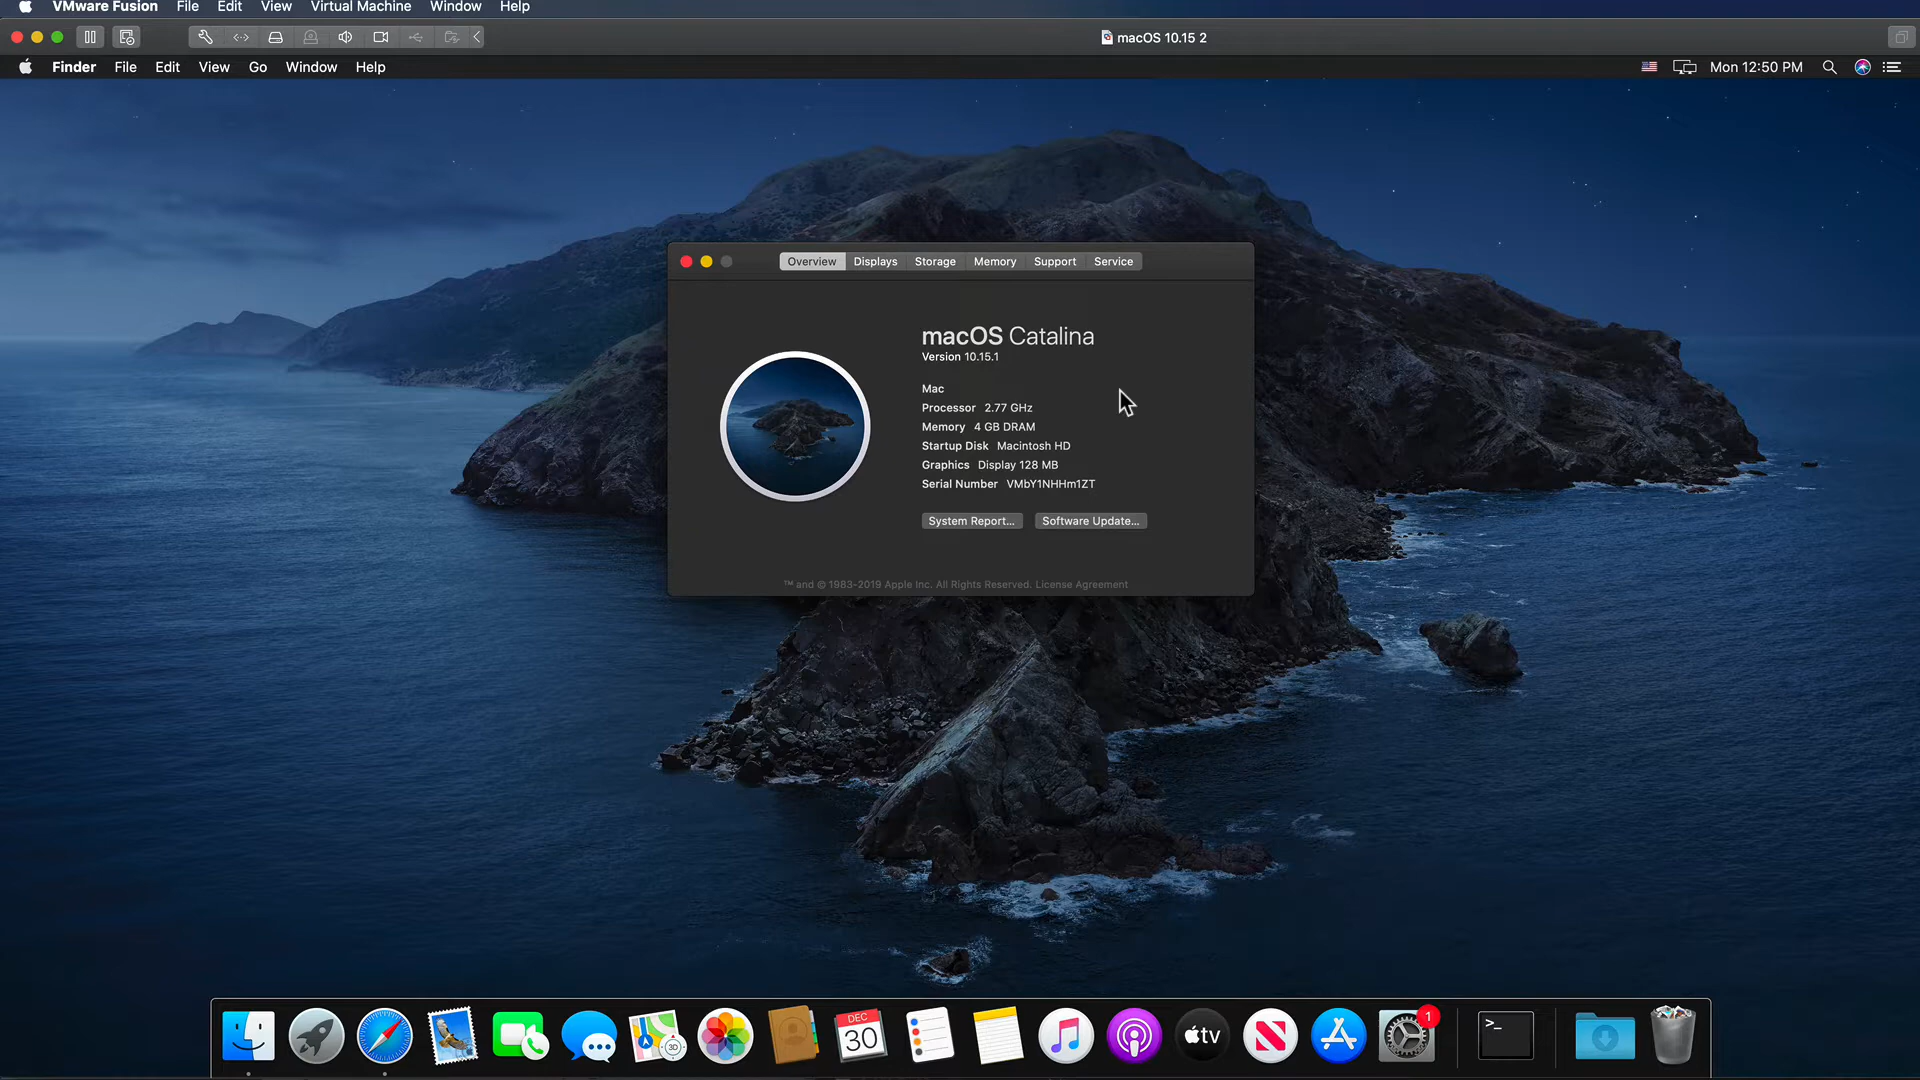 VMware Fusion File Edit View Virtual Machine Window Help
macOS 10.15 2
Finder File Edit View Go Window Help Mon 12:50 PM
Overview Displays Storage Memory Support Service
macOS Catalina
Version 10.15.1
Mac
Processor 2.77 GHz
Memory 4 GB DRAM
Startup Disk Macintosh HD
Graphics Display 128 MB
Serial Number VMbY1NHHm1ZT
System Report... Software Update...
™ and © 1983-2019 Apple Inc. All Rights Reserved. License Agreement
3D
DEC
30
tv
1
>_